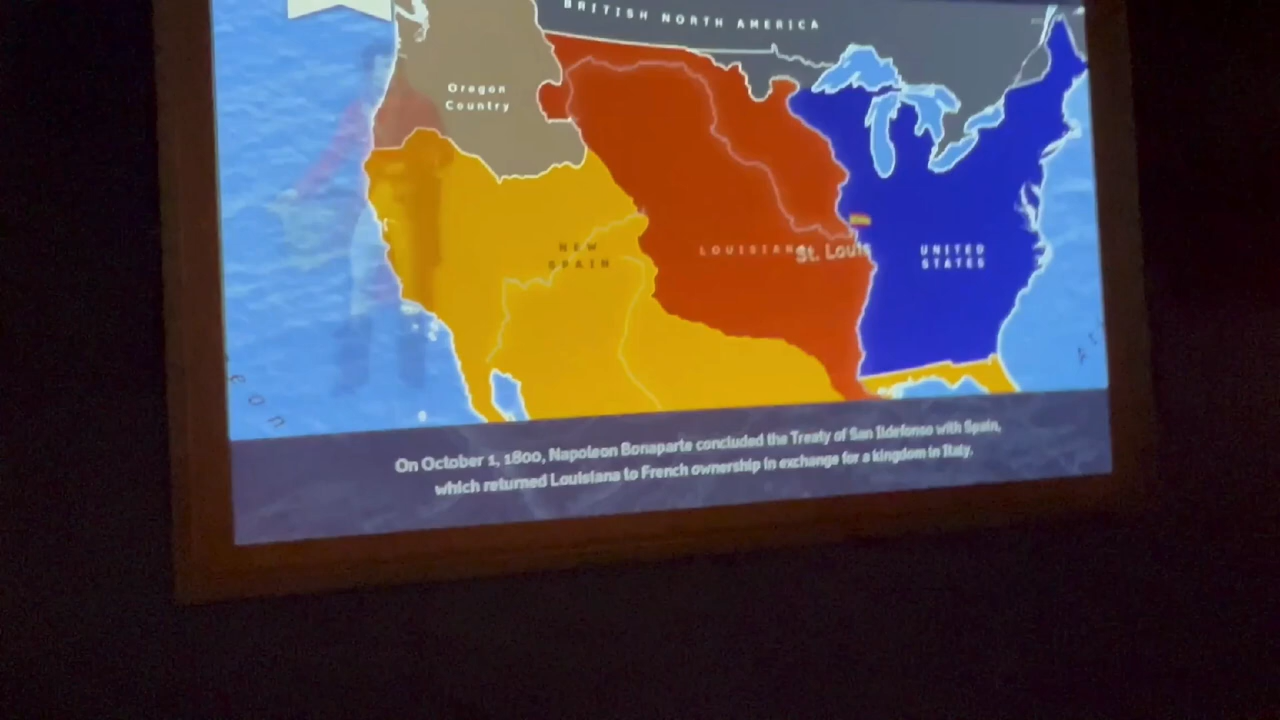 BRITISH NORTH AMERICA
Oregon
Country
NEW
SPAIN
LOUISIAN
St. Louis
UNITED
STATES
On October 1, 1800, Napoleon Bonaparte concluded the Treaty of San Ildefonso with Spain,
which returned Louisiana to French ownership in exchange for a kingdom in Italy.